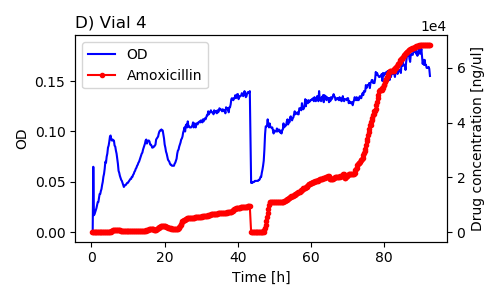 D) Vial 4
1e4
OD
Amoxicillin
0.15
0.10
0.05
0.00
OD
6
4
2
0
Drug concentration [ng/ul]
0
20
40
60
80
Time [h]